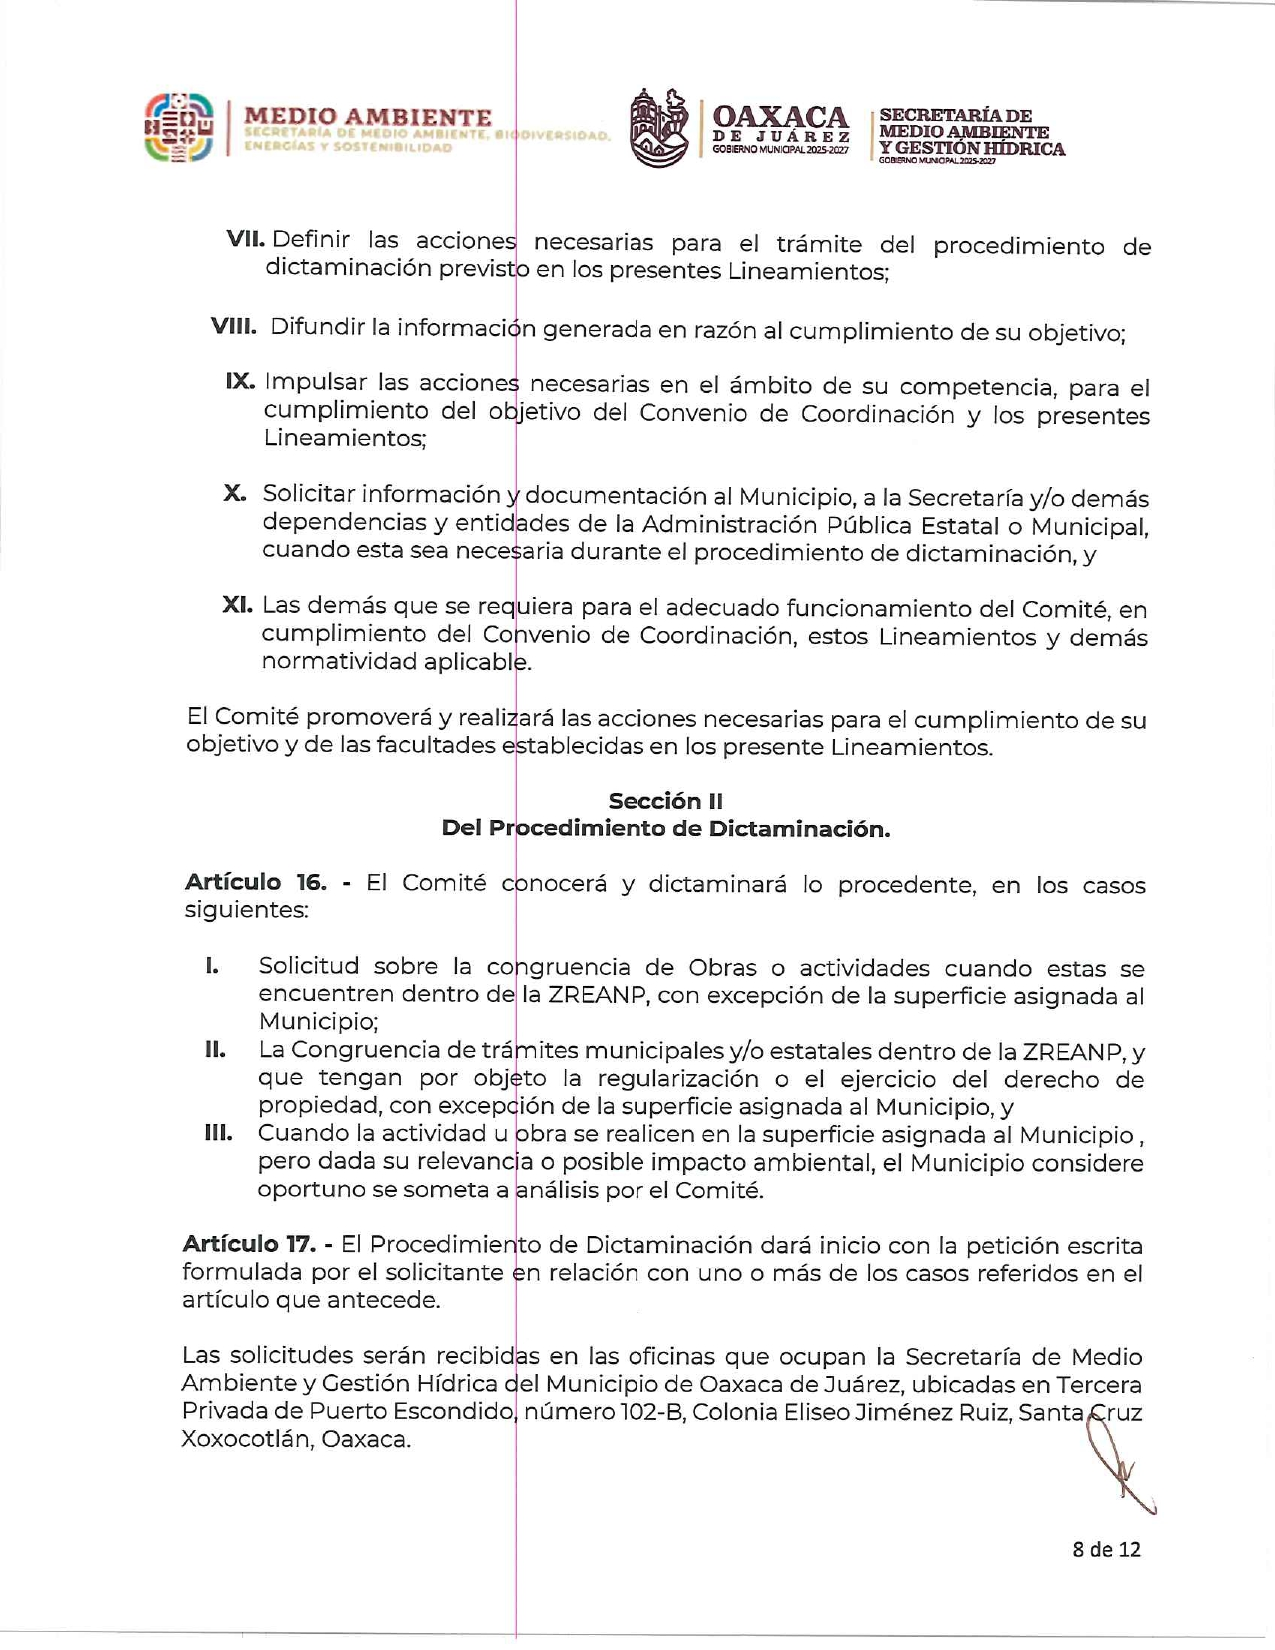 MEDIO AMBIENTE
SECRETARÍA DE MEDIO AMBIENTE, BIODIVERSIDAD,
ENERGÍAS Y SOSTENIBILIDAD
OAXACA
DE JUÁREZ
GOBIERNO MUNICIPAL 2025-2027
SECRETARÍA DE
MEDIO AMBIENTE
Y GESTIÓN HÍDRICA
GOBIERNO MUNICIPAL 2025-2027
VII. Definir las acciones necesarias para el trámite del procedimiento de
dictaminación previsto en los presentes Lineamientos;
VIII. Difundir la información generada en razón al cumplimiento de su objetivo;
IX. Impulsar las acciones necesarias en el ámbito de su competencia, para el
cumplimiento del objetivo del Convenio de Coordinación y los presentes
Lineamientos;
X. Solicitar información y documentación al Municipio, a la Secretaría y/o demás
dependencias y entidades de la Administración Pública Estatal o Municipal,
cuando esta sea necesaria durante el procedimiento de dictaminación, y
XI. Las demás que se requiera para el adecuado funcionamiento del Comité, en
cumplimiento del Convenio de Coordinación, estos Lineamientos y demás
normatividad aplicable.
El Comité promoverá y realizará las acciones necesarias para el cumplimiento de su
objetivo y de las facultades establecidas en los presente Lineamientos.
Sección II
Del Procedimiento de Dictaminación.
Artículo 16. - El Comité conocerá y dictaminará lo procedente, en los casos
siguientes:
I. Solicitud sobre la congruencia de Obras o actividades cuando estas se
encuentren dentro de la ZREANP, con excepción de la superficie asignada al
Municipio;
II. La Congruencia de trámites municipales y/o estatales dentro de la ZREANP, y
que tengan por objeto la regularización o el ejercicio del derecho de
propiedad, con excepción de la superficie asignada al Municipio, y
III. Cuando la actividad u obra se realicen en la superficie asignada al Municipio ,
pero dada su relevancia o posible impacto ambiental, el Municipio considere
oportuno se someta a análisis por el Comité.
Artículo 17. - El Procedimiento de Dictaminación dará inicio con la petición escrita
formulada por el solicitante en relación con uno o más de los casos referidos en el
artículo que antecede.
Las solicitudes serán recibidas en las oficinas que ocupan la Secretaría de Medio
Ambiente y Gestión Hídrica del Municipio de Oaxaca de Juárez, ubicadas en Tercera
Privada de Puerto Escondido, número 102-B, Colonia Eliseo Jiménez Ruiz, Santa Cruz
Xoxocotlán, Oaxaca.
8 de 12